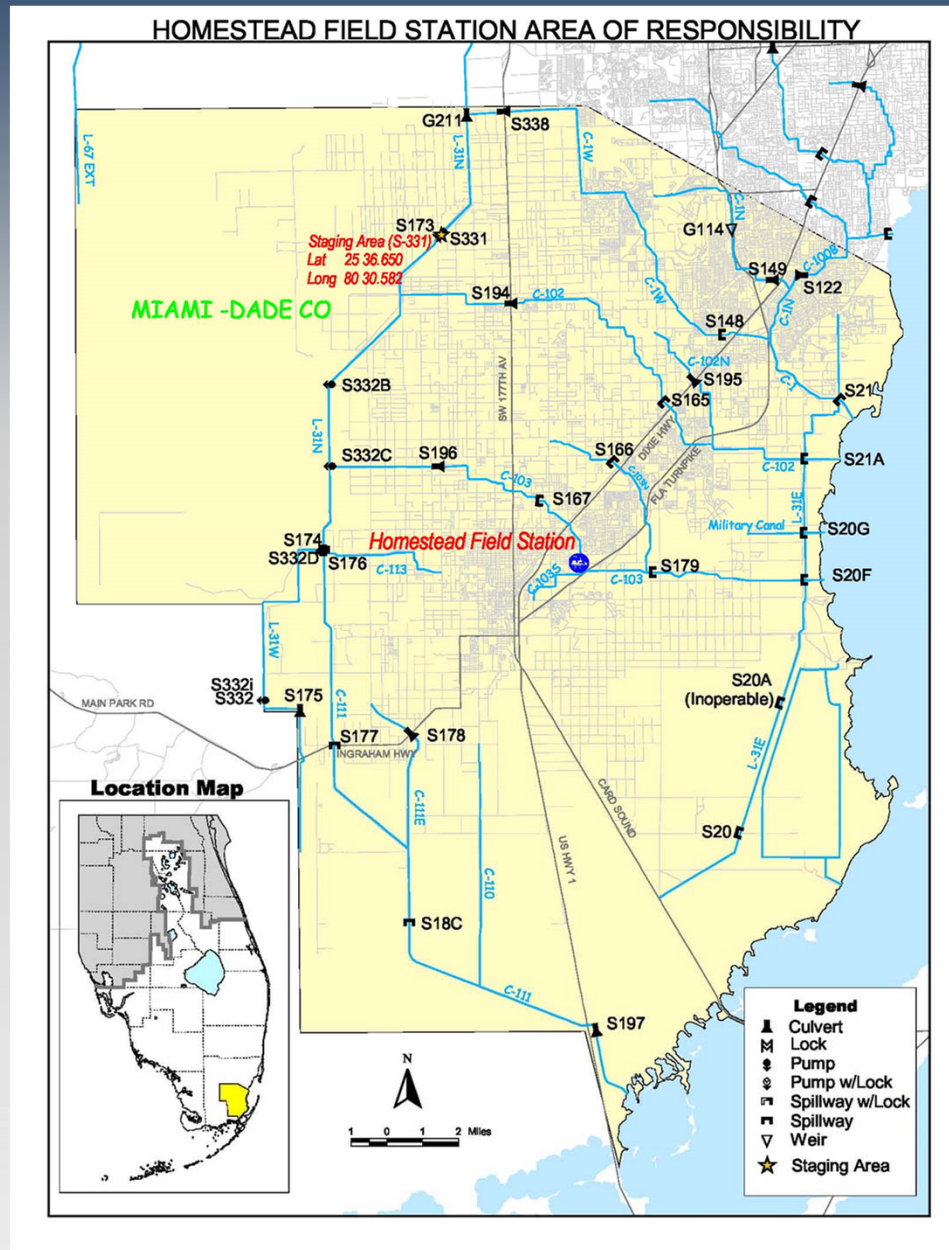 HOMESTEAD FIELD STATION AREA OF RESPONSIBILITY
L-67 EXT
G211
S338
L-31N
C-1W
C-1N
G114
S173
S331
Staging Area (S-331)
Lat 25 36.650
Long 80 30.582
S149
C-100B
S122
C-1N
MIAMI -DADE CO
S194
C-102
C-1W
S148
SW 177TH AV
C-102N
S195
C-1
S21
S332B
S165
DIXIE HWY
L-31N
S332C
S196
C-103
S166
C-103N
FLA TURNPIKE
C-102
S21A
S167
L-31E
Military Canal
S20G
S174
S332D
S176
Homestead Field Station
C-113
C-103S
C-103
S179
S20F
L-31W
S332i
S332
S175
MAIN PARK RD
C-111
S177
INGRAHAM HWY
S178
S20A
(Inoperable)
L-31E
CARD SOUND
Location Map
C-111E
S20
US HWY 1
C-110
S18C
C-111
S197
N
1 0 1 2 Miles
Legend
Culvert
Lock
Pump
Pump w/Lock
Spillway w/Lock
Spillway
Weir
Staging Area